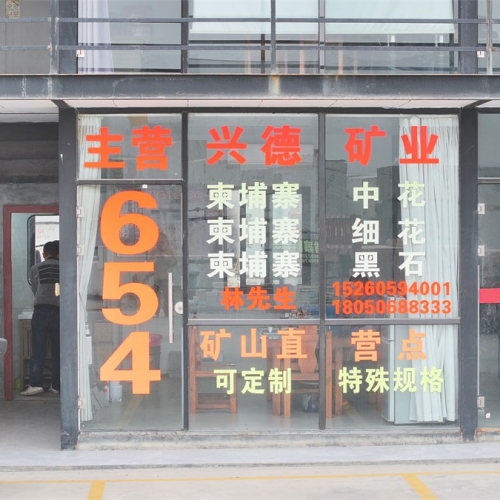 主营 兴德 矿业
654
柬埔寨 中花
柬埔寨 细花
柬埔寨 黑石
林先生 15260594001
18050688333
矿山直营点
可定制 特殊规格